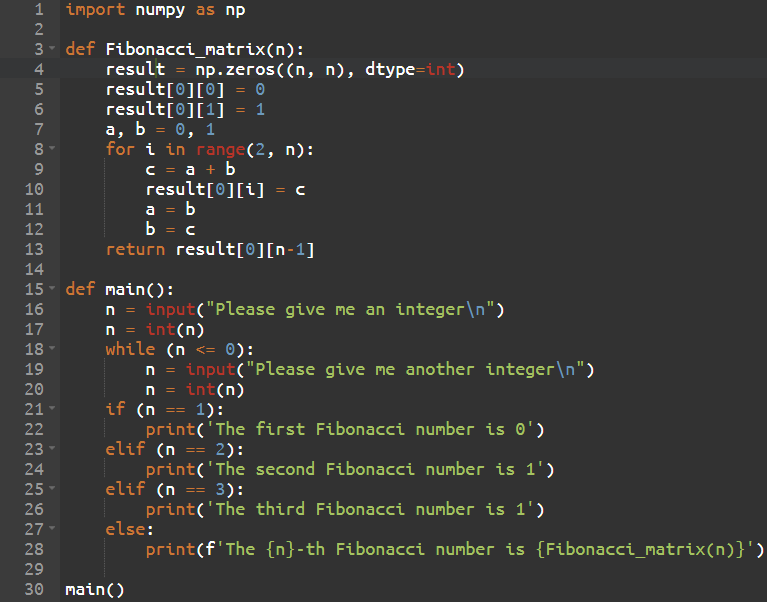 1 import numpy as np
2
3 def Fibonacci_matrix(n):
4     result = np.zeros((n, n), dtype=int)
5     result[0][0] = 0
6     result[0][1] = 1
7     a, b = 0, 1
8     for i in range(2, n):
9         c = a + b
10         result[0][i] = c
11         a = b
12         b = c
13     return result[0][n-1]
14
15 def main():
16     n = input("Please give me an integer\n")
17     n = int(n)
18     while (n <= 0):
19         n = input("Please give me another integer\n")
20         n = int(n)
21     if (n == 1):
22         print('The first Fibonacci number is 0')
23     elif (n == 2):
24         print('The second Fibonacci number is 1')
25     elif (n == 3):
26         print('The third Fibonacci number is 1')
27     else:
28         print(f'The {n}-th Fibonacci number is {Fibonacci_matrix(n)}')
29
30 main()